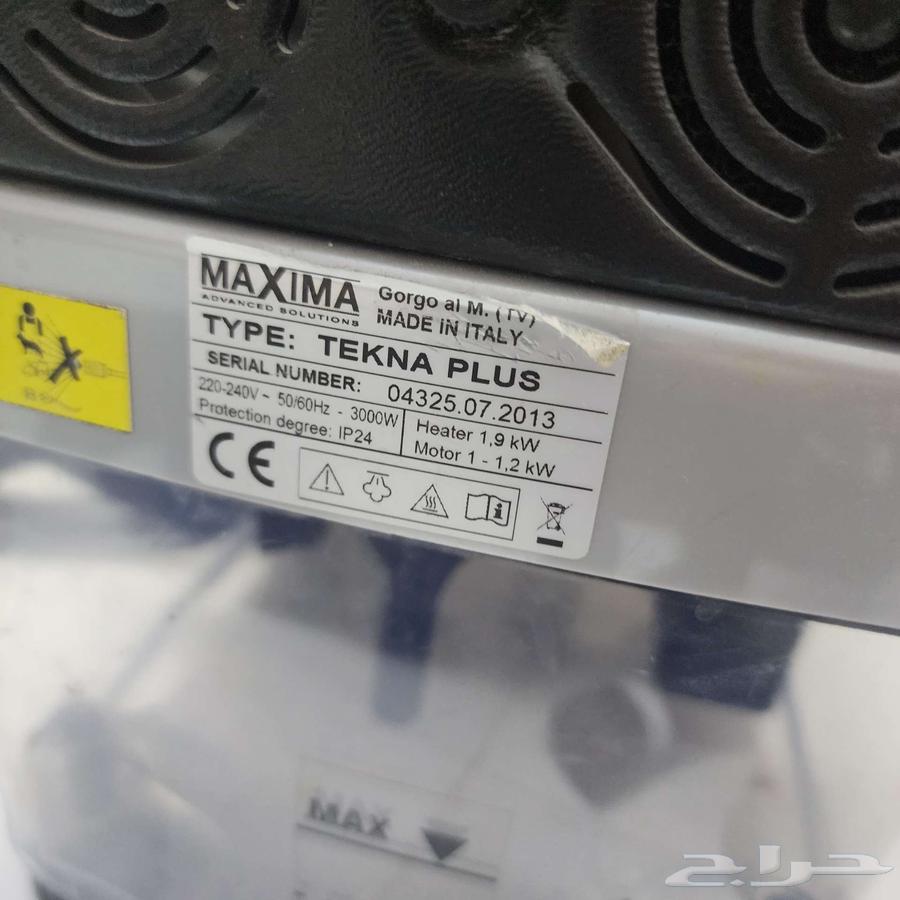 MAXIMA
ADVANCED SOLUTIONS
Gorgo al M. (TV)
MADE IN ITALY
TYPE: TEKNA PLUS
SERIAL NUMBER: 04325.07.2013
220-240V ~ 50/60Hz - 3000W
Protection degree: IP24
Heater 1,9 kW
Motor 1 - 1,2 kW
CE
MAX
حراج